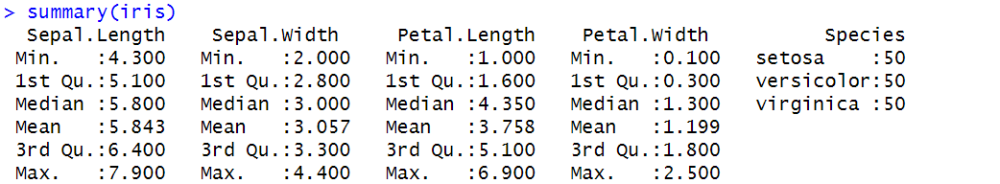 > summary(iris)
  Sepal.Length    Sepal.Width     Petal.Length    Petal.Width          Species
 Min.   :4.300   Min.   :2.000   Min.   :1.000   Min.   :0.100   setosa    :50
 1st Qu.:5.100   1st Qu.:2.800   1st Qu.:1.600   1st Qu.:0.300   versicolor:50
 Median :5.800   Median :3.000   Median :4.350   Median :1.300   virginica :50
 Mean   :5.843   Mean   :3.057   Mean   :3.758   Mean   :1.199
 3rd Qu.:6.400   3rd Qu.:3.300   3rd Qu.:5.100   3rd Qu.:1.800
 Max.   :7.900   Max.   :4.400   Max.   :6.900   Max.   :2.500